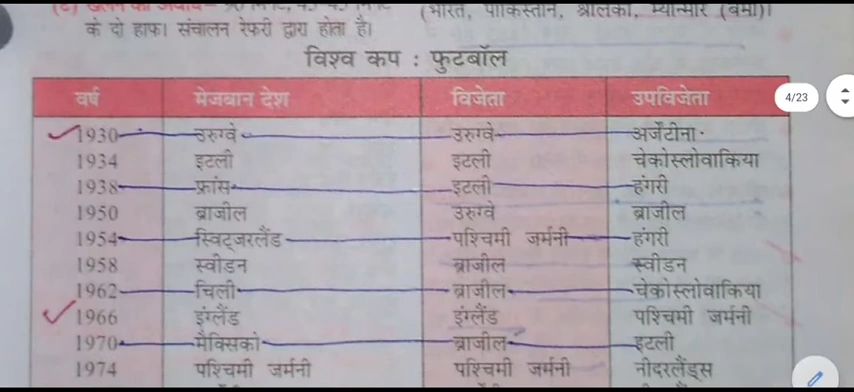 (भारत, पाकिस्तान, श्रीलंका, म्यान्मार (बर्मा)।
के दो हाफ। संचालन रेफरी द्वारा होता है।
विश्व कप : फुटबॉल
वर्ष मेजबान देश विजेता उपविजेता
4/23
1930 उरुग्वे उरुग्वे अर्जेंटीना
1934 इटली इटली चेकोस्लोवाकिया
1938 फ्रांस इटली हंगरी
1950 ब्राजील उरुग्वे ब्राजील
1954 स्विट्जरलैंड पश्चिमी जर्मनी हंगरी
1958 स्वीडन ब्राजील स्वीडन
1962 चिली ब्राजील चेकोस्लोवाकिया
1966 इंग्लैंड इंग्लैंड पश्चिमी जर्मनी
1970 मैक्सिको ब्राजील इटली
1974 पश्चिमी जर्मनी पश्चिमी जर्मनी नीदरलैंड्स